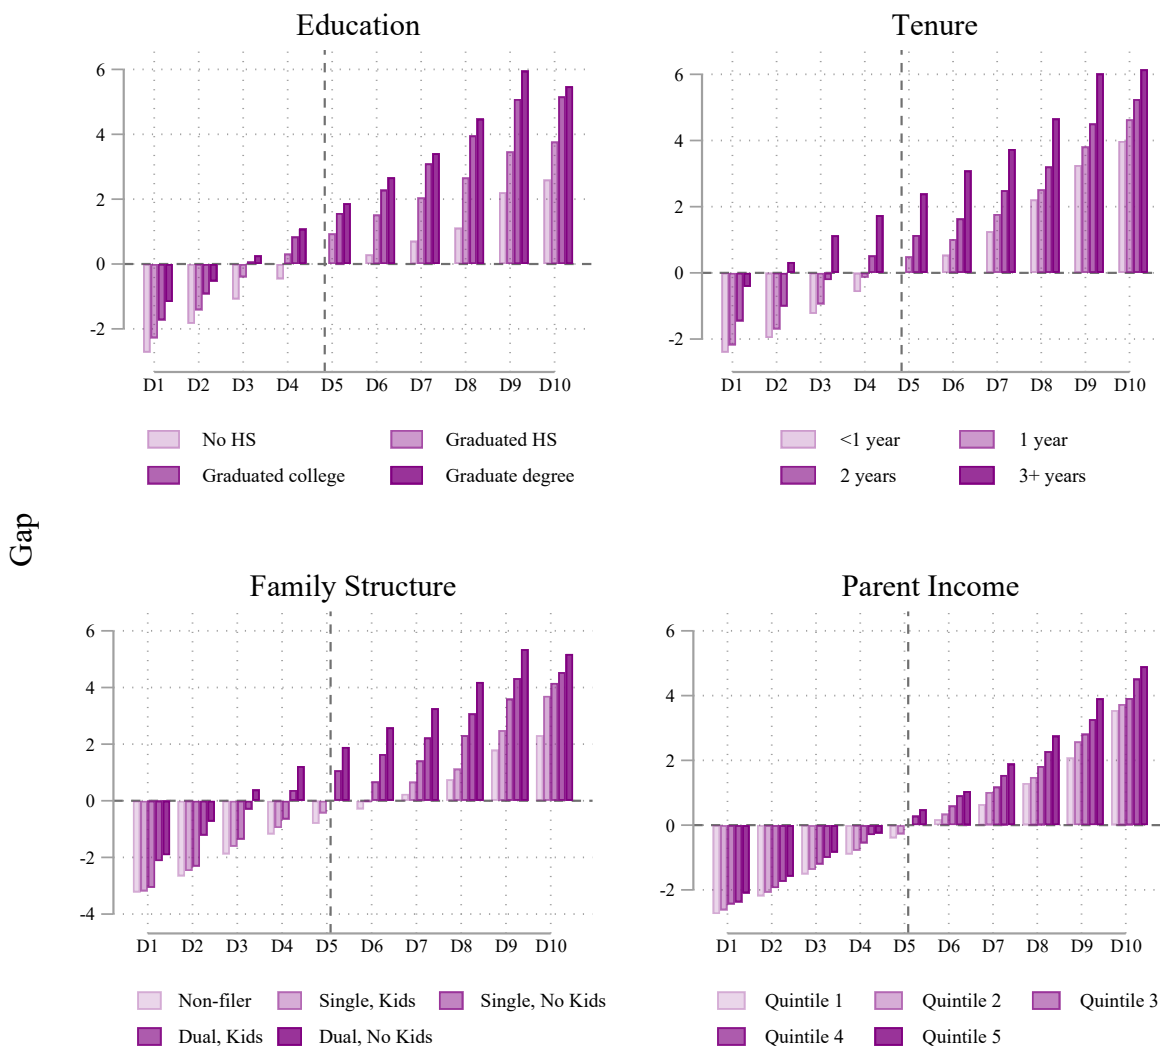 Education
6
4
2
0
-2
D1 D2 D3 D4 D5 D6 D7 D8 D9 D10
No HS Graduated HS
Graduated college Graduate degree
Tenure
6
4
2
0
-2
D1 D2 D3 D4 D5 D6 D7 D8 D9 D10
<1 year 1 year
2 years 3+ years
Gap
Family Structure
6
4
2
0
-2
-4
D1 D2 D3 D4 D5 D6 D7 D8 D9 D10
Non-filer Single, Kids Single, No Kids
Dual, Kids Dual, No Kids
Parent Income
6
4
2
0
-2
D1 D2 D3 D4 D5 D6 D7 D8 D9 D10
Quintile 1 Quintile 2 Quintile 3
Quintile 4 Quintile 5